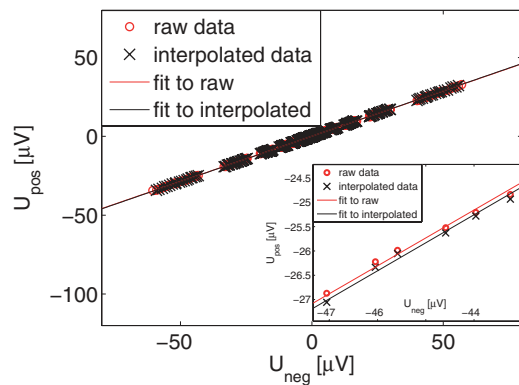 50
0
−50
−100
U_pos [μV]
raw data
interpolated data
fit to raw
fit to interpolated
−50
0
50
U_neg [μV]
raw data
interpolated data
fit to raw
fit to interpolated
−24.5
−25
−25.5
−26
−26.5
−27
U_pos [μV]
−47
−46
−44
U_neg [μV]